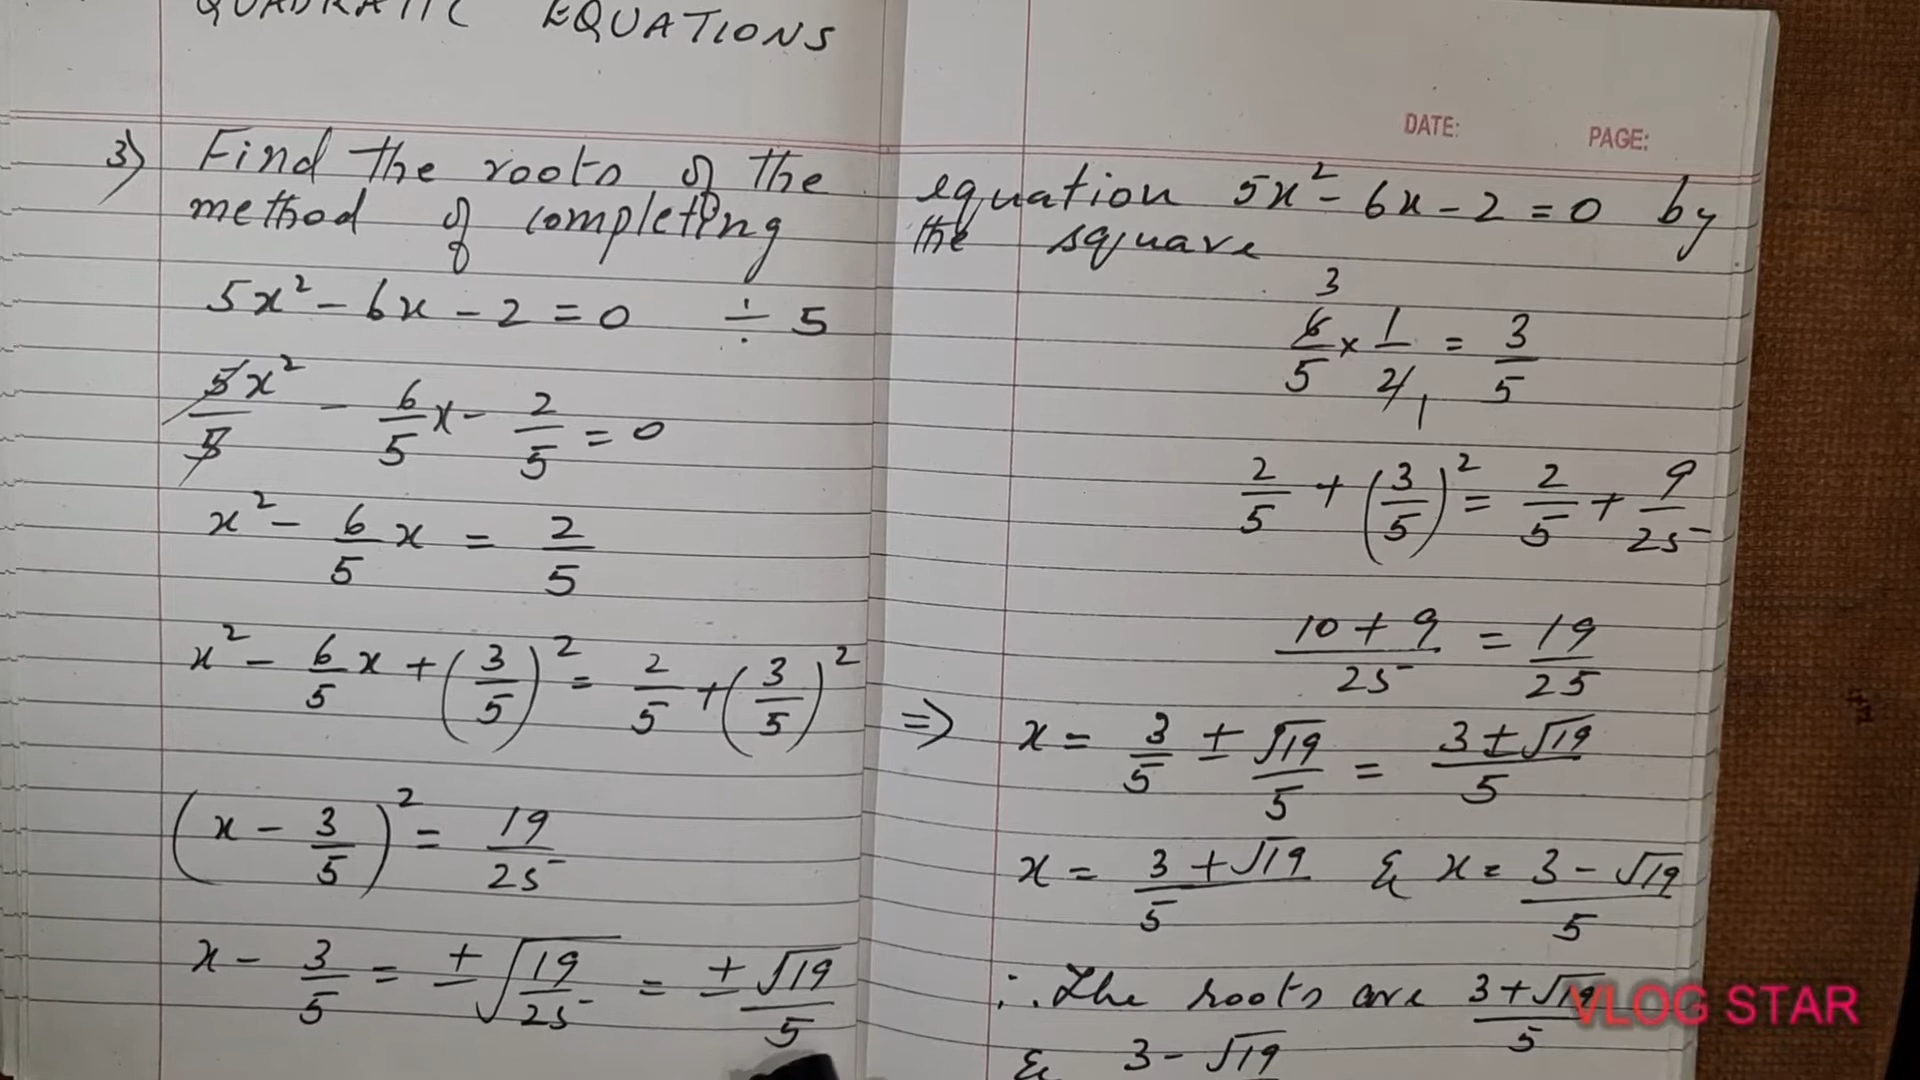 QUADRATIC EQUATIONS
DATE: PAGE:
3) Find the roots of the equation 5x² - 6x - 2 = 0 by
method of completing the square
5x² - 6x - 2 = 0 ÷ 5
5x²/5 - 6/5 x - 2/5 = 0
x² - 6/5 x = 2/5
x² - 6/5 x + (3/5)² = 2/5 + (3/5)²
(x - 3/5)² = 19/25
x - 3/5 = ± √(19/25) = ± √19/5
3
6/5 × 1/2 = 3/5
1
2/5 + (3/5)² = 2/5 + 9/25
10 + 9/25 = 19/25
⇒ x = 3/5 ± √19/5 = 3 ± √19/5
x = 3 + √19/5 & x = 3 - √19/5
∴ The roots are 3 + √19/5
& 3 - √19
VLOG STAR